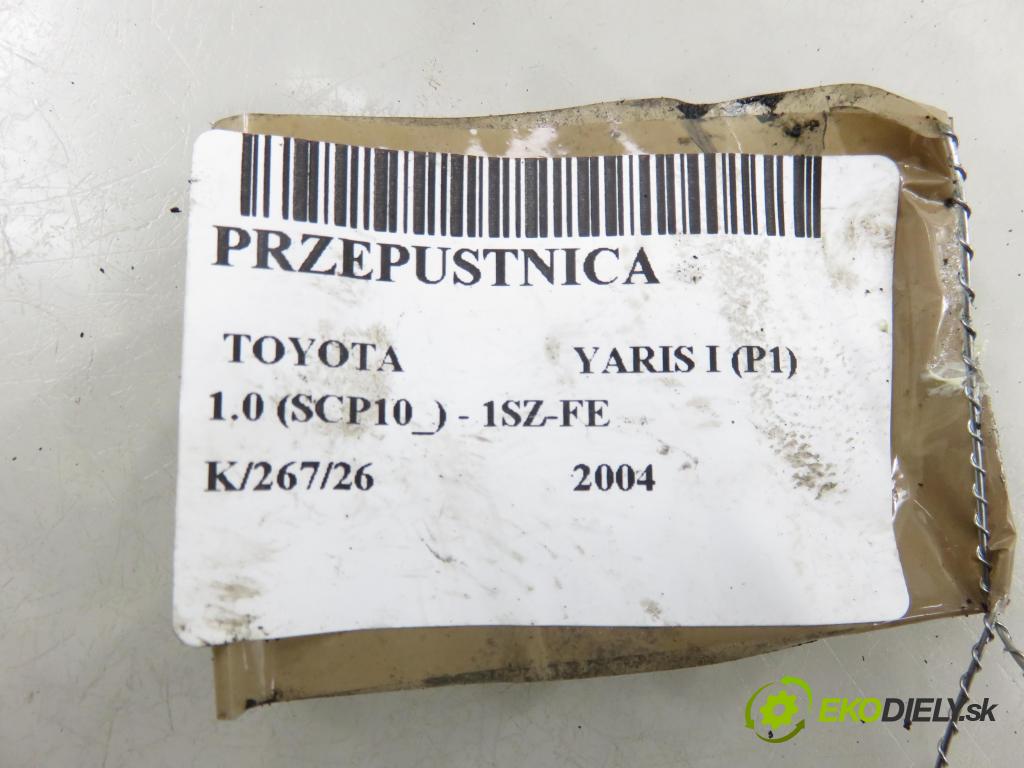 PRZEPUSTNICA
TOYOTA YARIS I (P1)
1.0 (SCP10_) - 1SZ-FE
K/267/26 2004
EKODIELY.sk